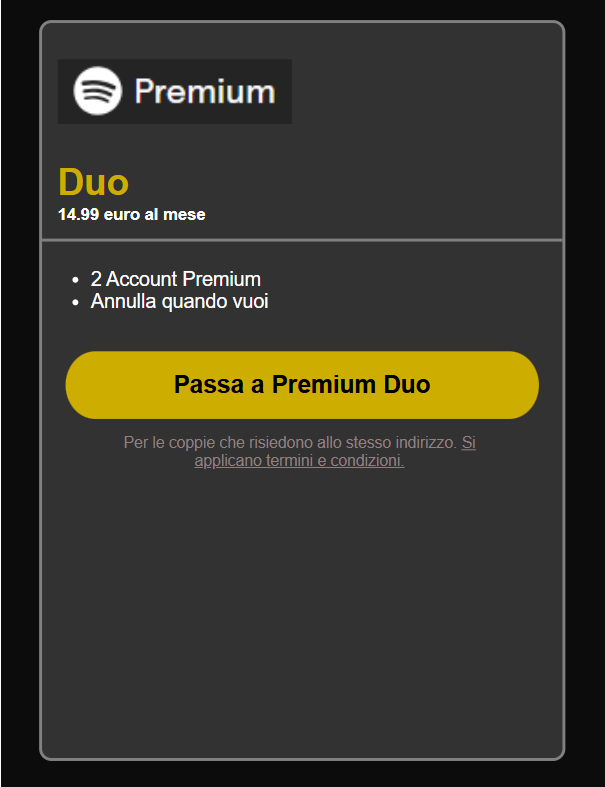 Premium
Duo
14.99 euro al mese
• 2 Account Premium
• Annulla quando vuoi
Passa a Premium Duo
Per le coppie che risiedono allo stesso indirizzo. Si
applicano termini e condizioni.